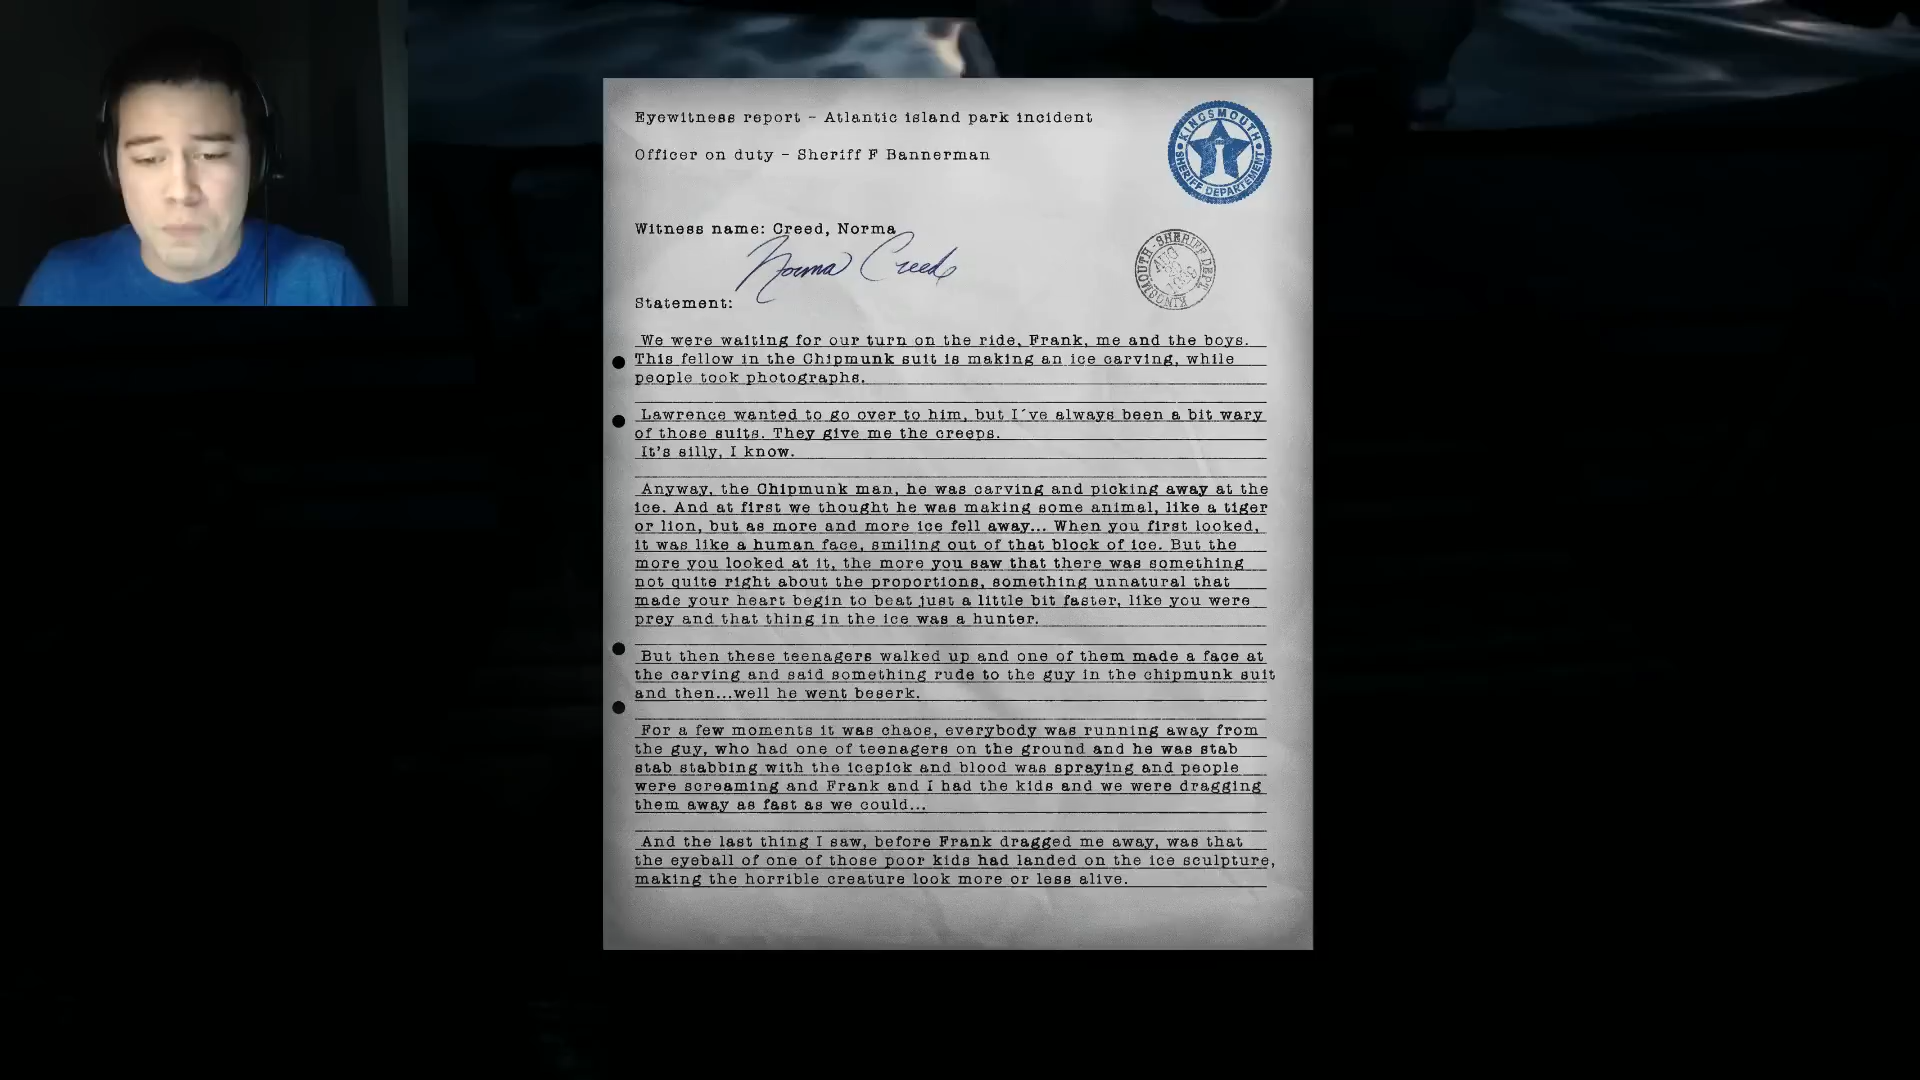 Eyewitness report - Atlantic island park incident
Officer on duty - Sheriff F Bannerman
KINGSMOUTH
SHERIFF DEPARTEMENT
Witness name: Creed, Norma
Norma Creed
KINGSMOUTH - SHERIFF DEPT.
AUG
Statement:
We were waiting for our turn on the ride, Frank, me and the boys.
This fellow in the Chipmunk suit is making an ice carving, while
people took photographs.
Lawrence wanted to go over to him, but I´ve always been a bit wary
of those suits. They give me the creeps.
It's silly, I know.
Anyway, the Chipmunk man, he was carving and picking away at the
ice. And at first we thought he was making some animal, like a tiger
or lion, but as more and more ice fell away... When you first looked,
it was like a human face, smiling out of that block of ice. But the
more you looked at it, the more you saw that there was something
not quite right about the proportions, something unnatural that
made your heart begin to beat just a little bit faster, like you were
prey and that thing in the ice was a hunter.
But then these teenagers walked up and one of them made a face at
the carving and said something rude to the guy in the chipmunk suit
and then...well he went beserk.
For a few moments it was chaos, everybody was running away from
the guy, who had one of teenagers on the ground and he was stab
stab stabbing with the icepick and blood was spraying and people
were screaming and Frank and I had the kids and we were dragging
them away as fast as we could...
And the last thing I saw, before Frank dragged me away, was that
the eyeball of one of those poor kids had landed on the ice sculpture,
making the horrible creature look more or less alive.